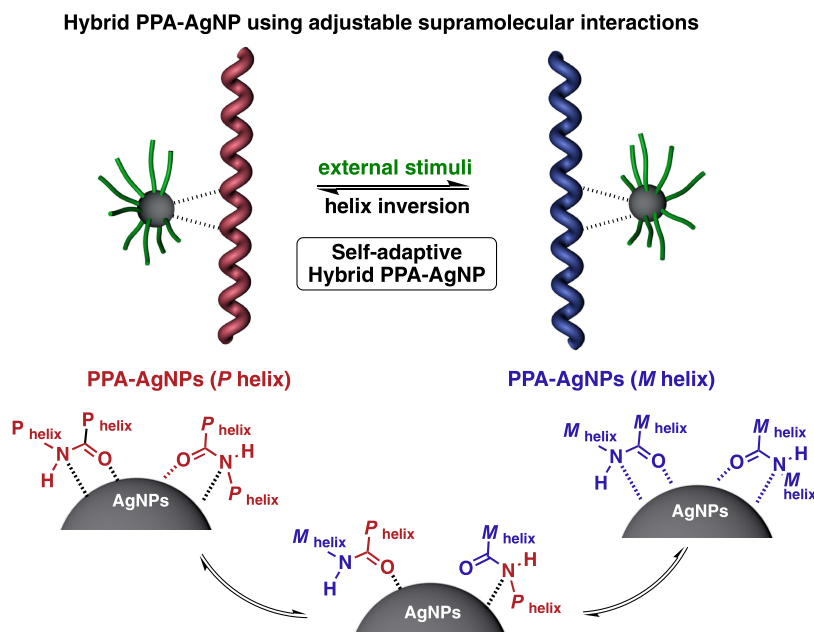 Hybrid PPA-AgNP using adjustable supramolecular interactions
external stimuli
helix inversion
Self-adaptive
Hybrid PPA-AgNP
PPA-AgNPs (P helix)
PPA-AgNPs (M helix)
P helix
P helix
N
H
O
AgNPs
P helix
O
N
H
P helix
M helix
M helix
N
H
O
AgNPs
M helix
O
N
H
M helix
M helix
P helix
N
H
O
AgNPs
M helix
O
N
H
P helix